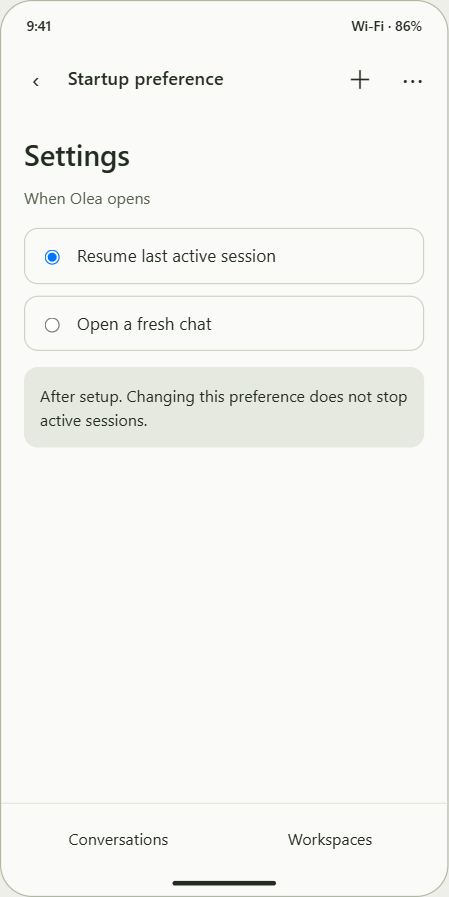 9:41
Wi-Fi · 86%
‹ Startup preference + ...
Settings
When Olea opens
Resume last active session
Open a fresh chat
After setup. Changing this preference does not stop
active sessions.
Conversations
Workspaces